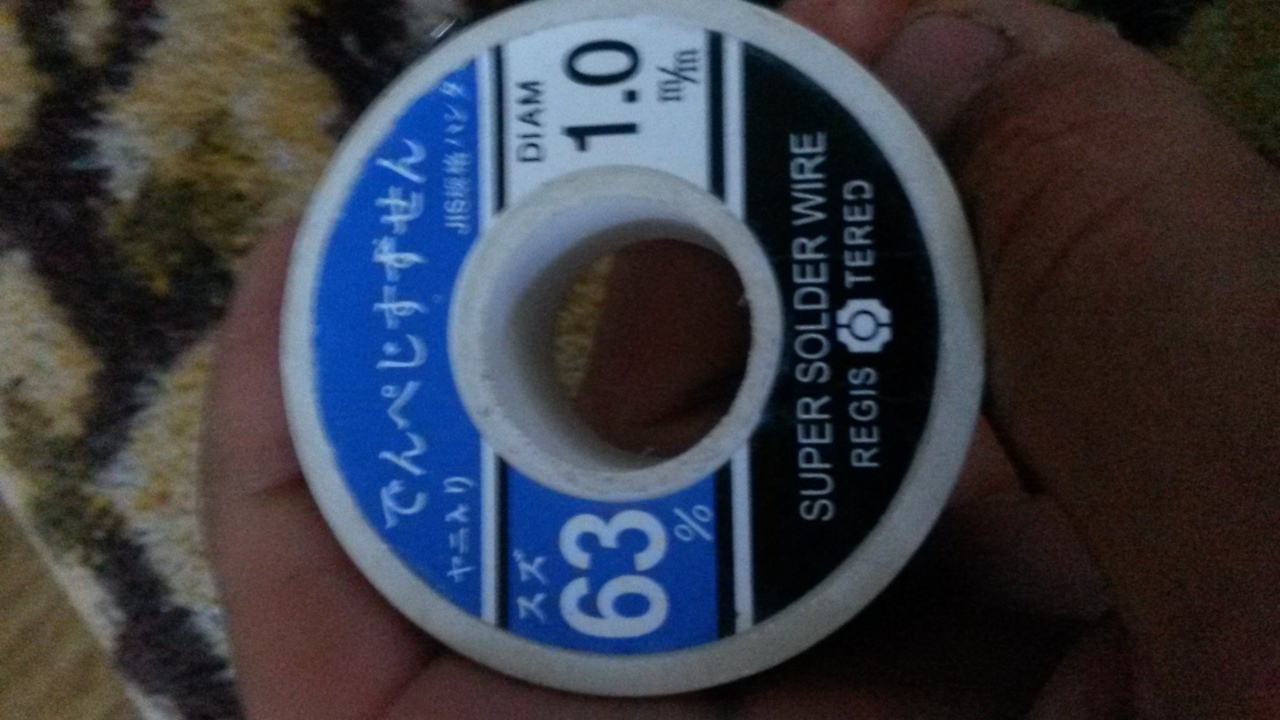 ヤニ入り
JIS規格ハンダ
でんぺじすずせん
スズ
63%
DIAM
1.0
m/m
SUPER SOLDER WIRE
REGIS TERED